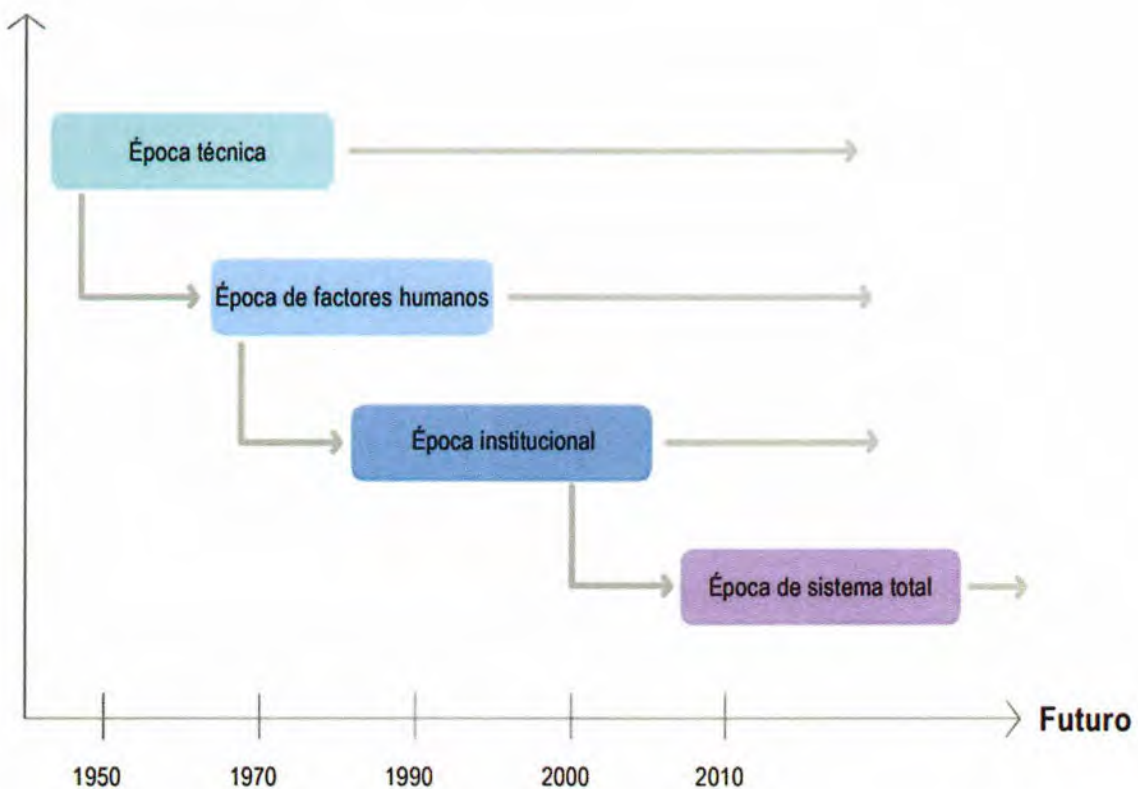 Época técnica
Época de factores humanos
Época institucional
Época de sistema total
Futuro
1950 1970 1990 2000 2010